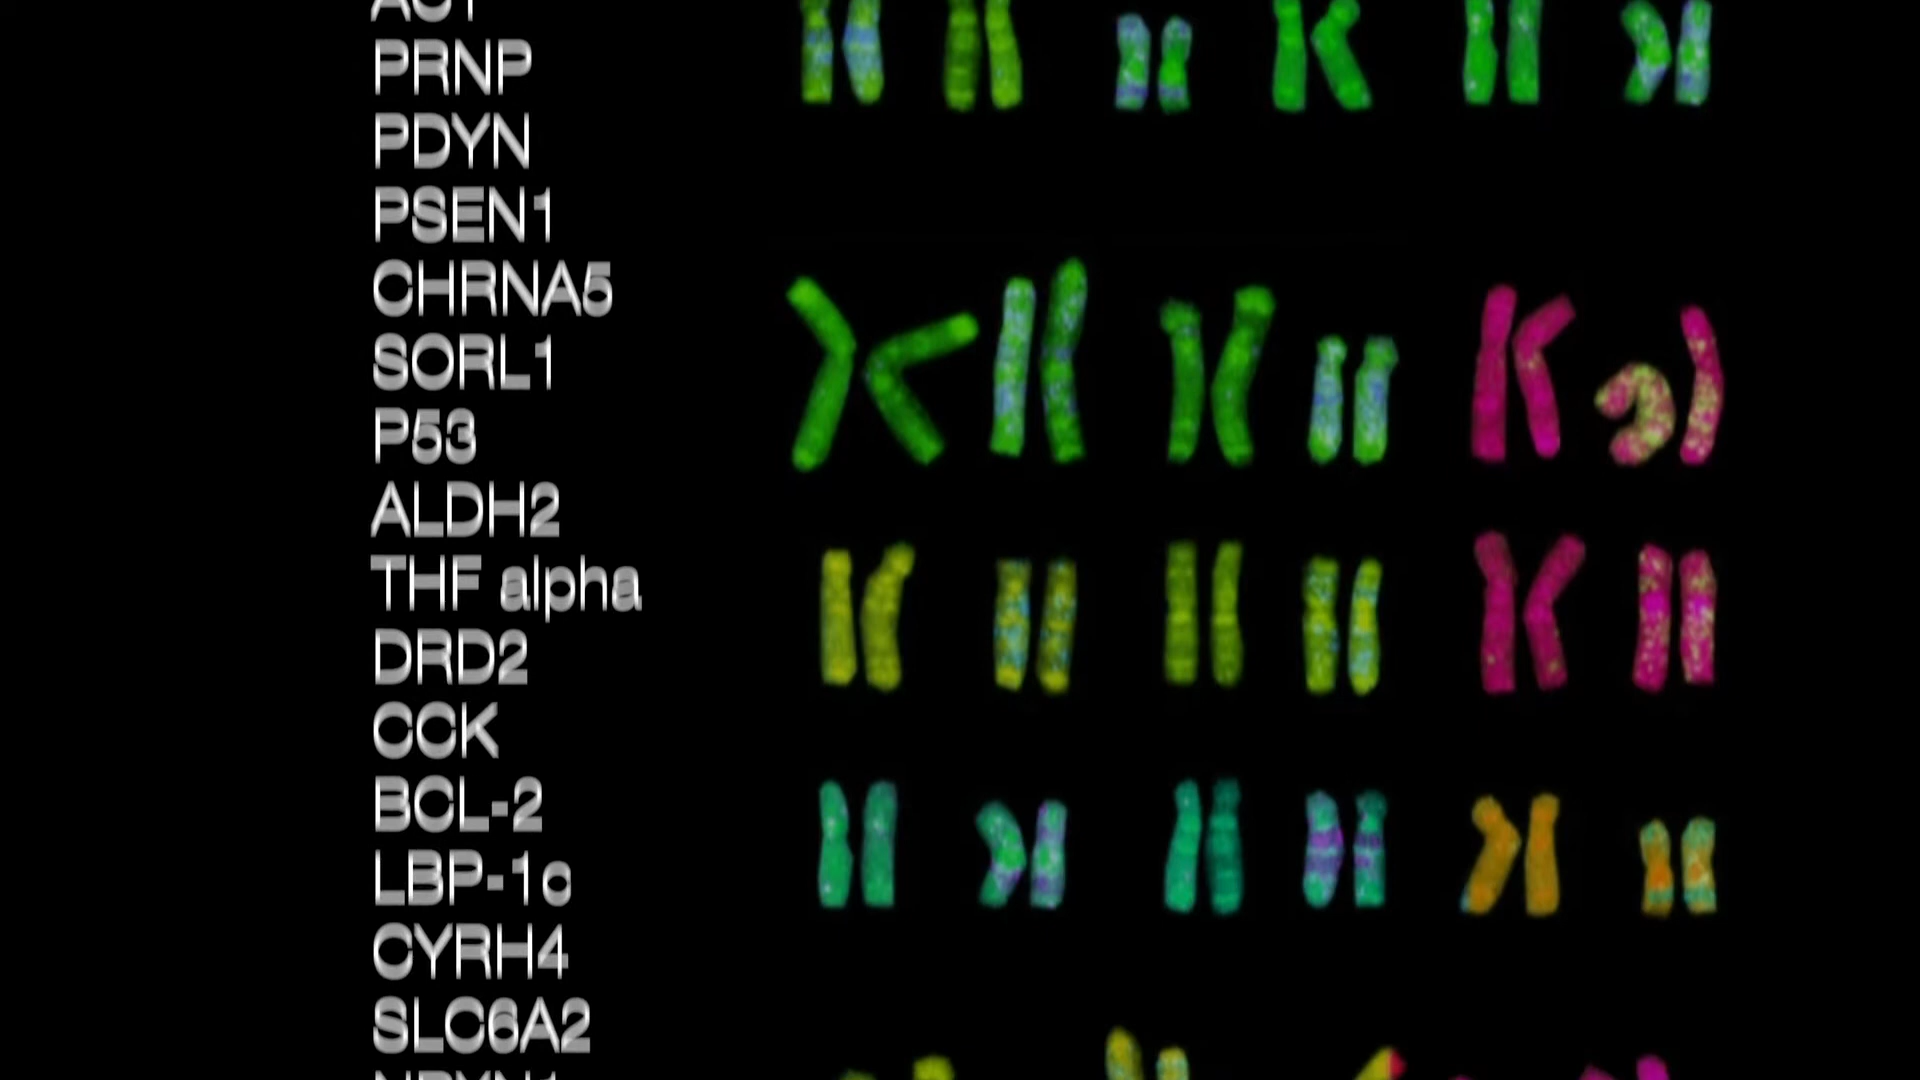 PRNP
PDYN
PSEN1
CHRNA5
SORL1
P53
ALDH2
THF alpha
DRD2
CCK
BCL-2
LBP-1c
CYRH4
SLC6A2